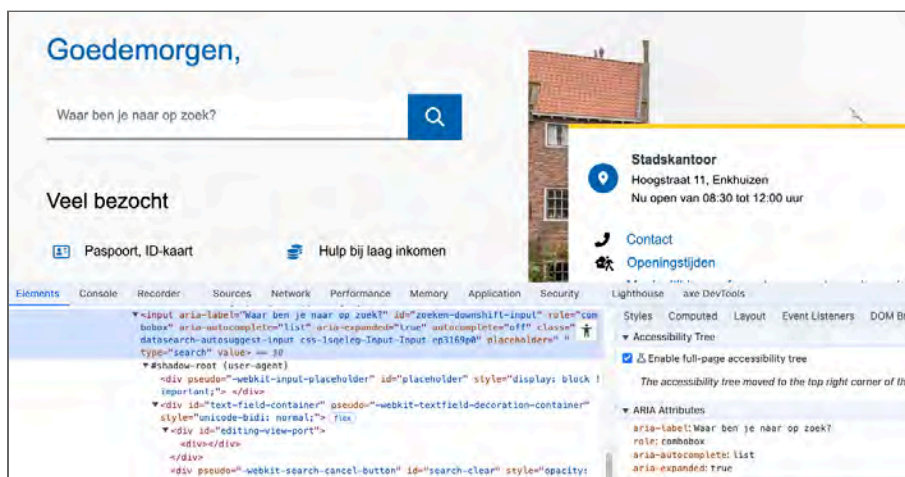 Goedemorgen,
Waar ben je naar op zoek?
Veel bezocht
Paspoort, ID-kaart
Hulp bij laag inkomen
Stadskantoor
Hoogstraat 11, Enkhuizen
Nu open van 08:30 tot 12:00 uur
Contact
Openingstijden
Elements Console Recorder Sources Network Performance Memory Application Security Lighthouse axe DevTools
<input aria-label="Waar ben je naar op zoek?" id="zoeken-downshift-input" role="com
bobox" aria-autocomplete="list" aria-expanded="true" autocomplete="off" class="
datasearch-autosuggest-input css-1sqeleg-Input-Input ep3169p0" placeholder=" "
type="search" value> == $0
#shadow-root (user-agent)
<div pseudo="-webkit-input-placeholder" id="placeholder" style="display: block !
important;"> </div>
<div id="text-field-container" pseudo="-webkit-textfield-decoration-container"
style="unicode-bidi: normal;"> flex
<div id="editing-view-port">
<div></div>
</div>
<div pseudo="-webkit-search-cancel-button" id="search-clear" style="opacity:
Styles Computed Layout Event Listeners DOM Br
Accessibility Tree
Enable full-page accessibility tree
The accessibility tree moved to the top right corner of th
ARIA Attributes
aria-label: Waar ben je naar op zoek?
role: combobox
aria-autocomplete: list
aria-expanded: true